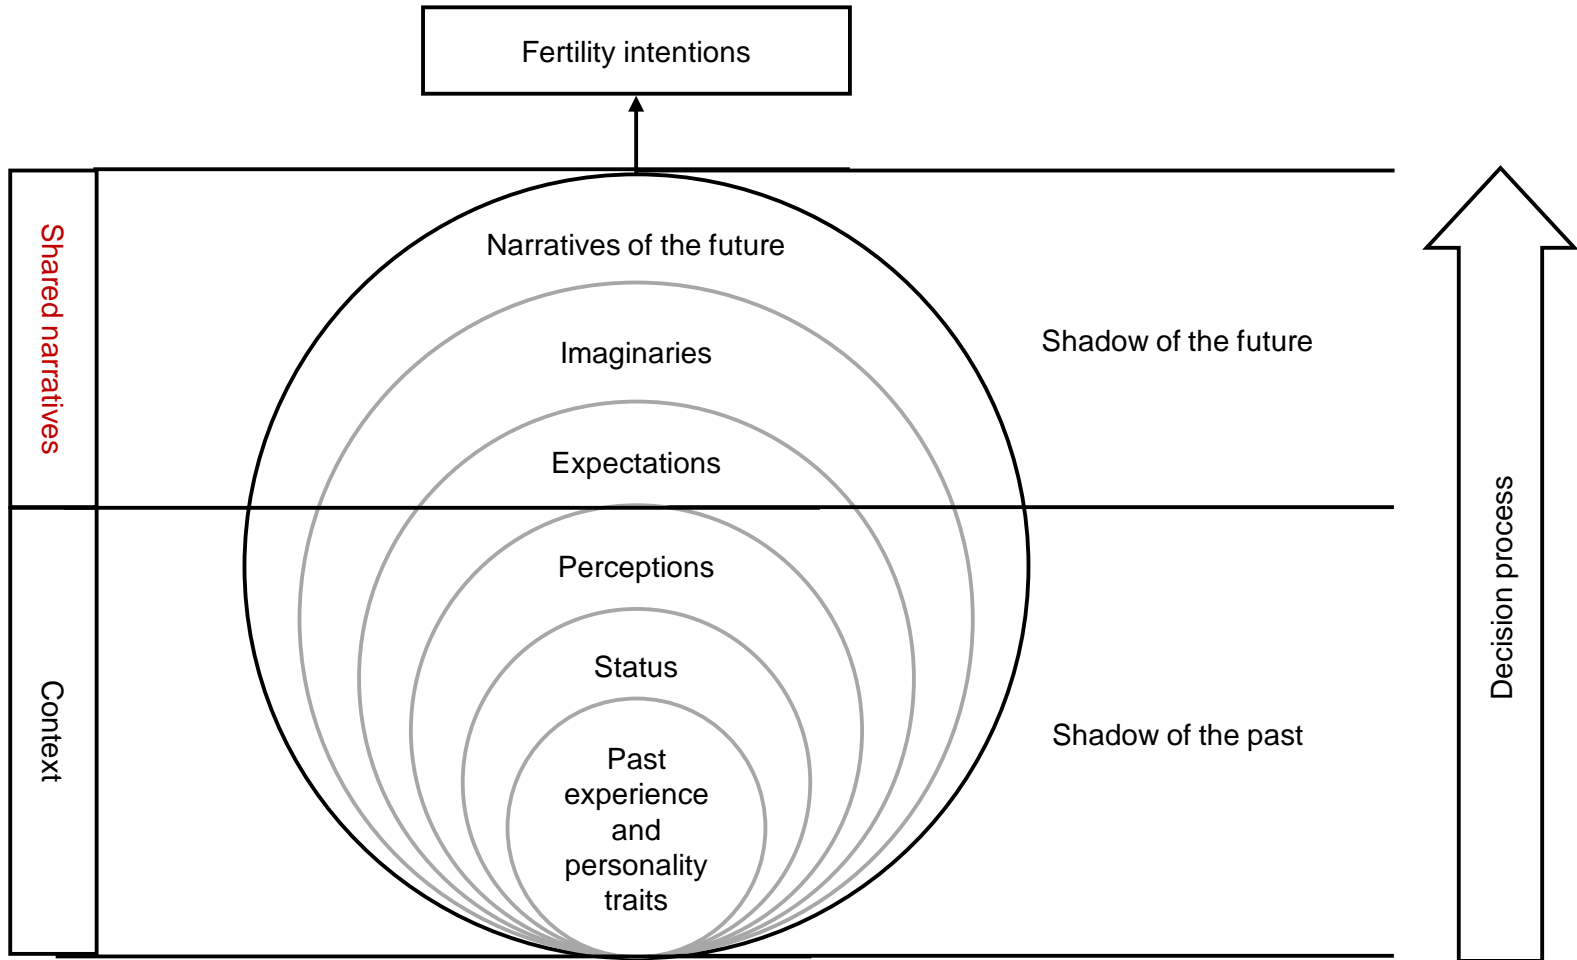 Fertility intentions
Shared narratives
Narratives of the future
Imaginaries
Shadow of the future
Expectations
Context
Perceptions
Status
Past
experience
and
personality
traits
Shadow of the past
Decision process